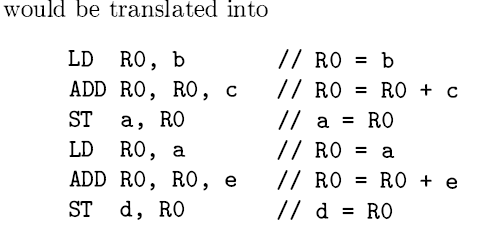 would be translated into
LD R0, b // R0 = b
ADD R0, R0, c // R0 = R0 + c
ST a, R0 // a = R0
LD R0, a // R0 = a
ADD R0, R0, e // R0 = R0 + e
ST d, R0 // d = R0